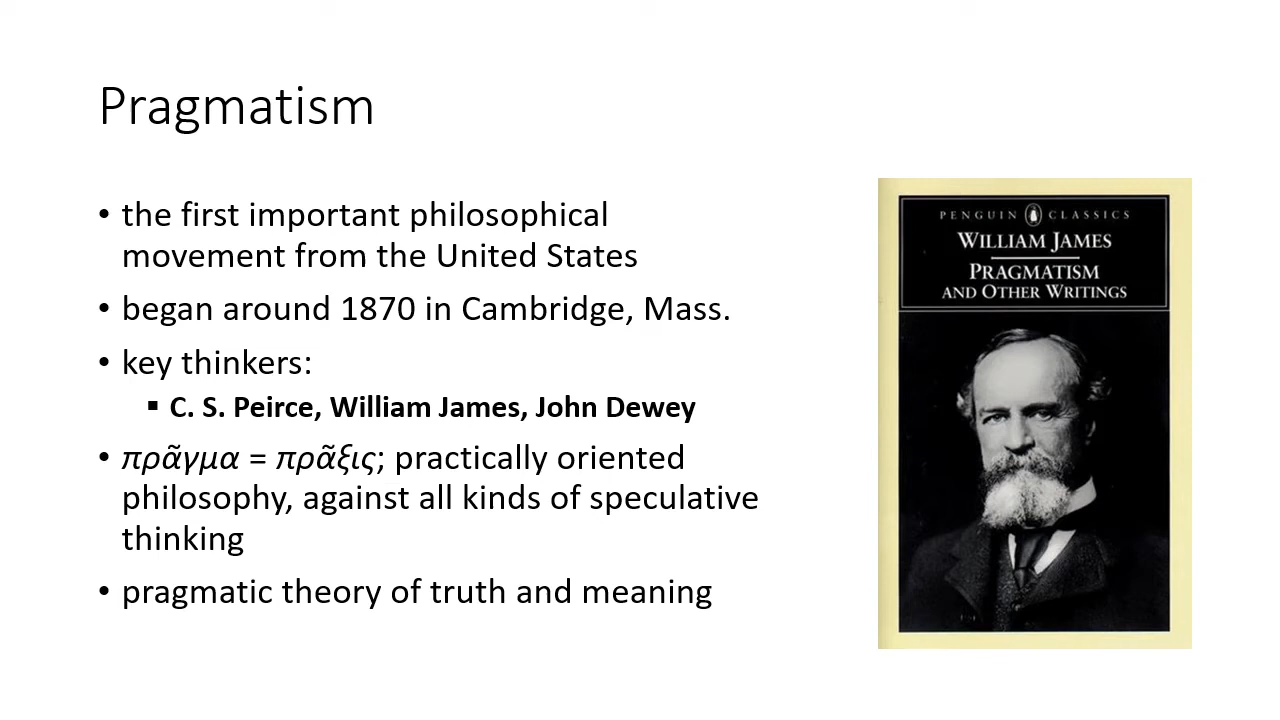 Pragmatism
• the first important philosophical
movement from the United States
• began around 1870 in Cambridge, Mass.
• key thinkers:
▪ C. S. Peirce, William James, John Dewey
• πρᾶγμα = πρᾶξις; practically oriented
philosophy, against all kinds of speculative
thinking
• pragmatic theory of truth and meaning
PENGUIN CLASSICS
WILLIAM JAMES
PRAGMATISM
AND OTHER WRITINGS